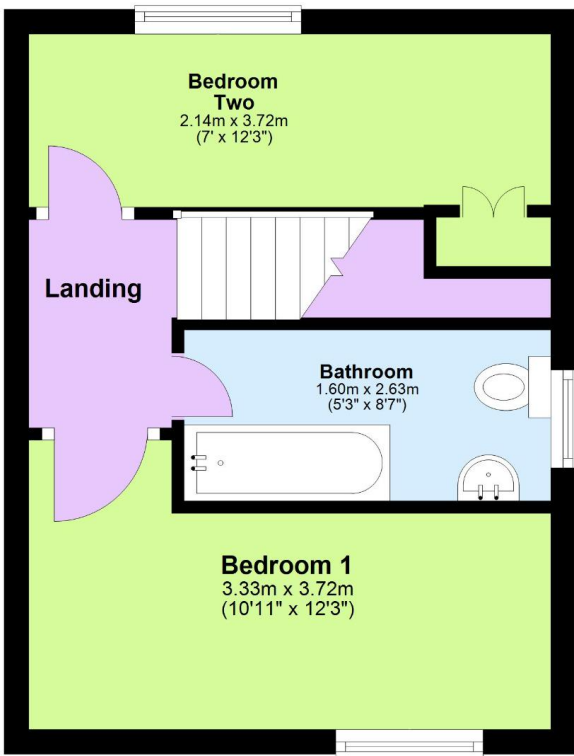 Bedroom
Two
2.14m x 3.72m
(7' x 12'3")
Landing
Bathroom
1.60m x 2.63m
(5'3" x 8'7")
Bedroom 1
3.33m x 3.72m
(10'11" x 12'3")